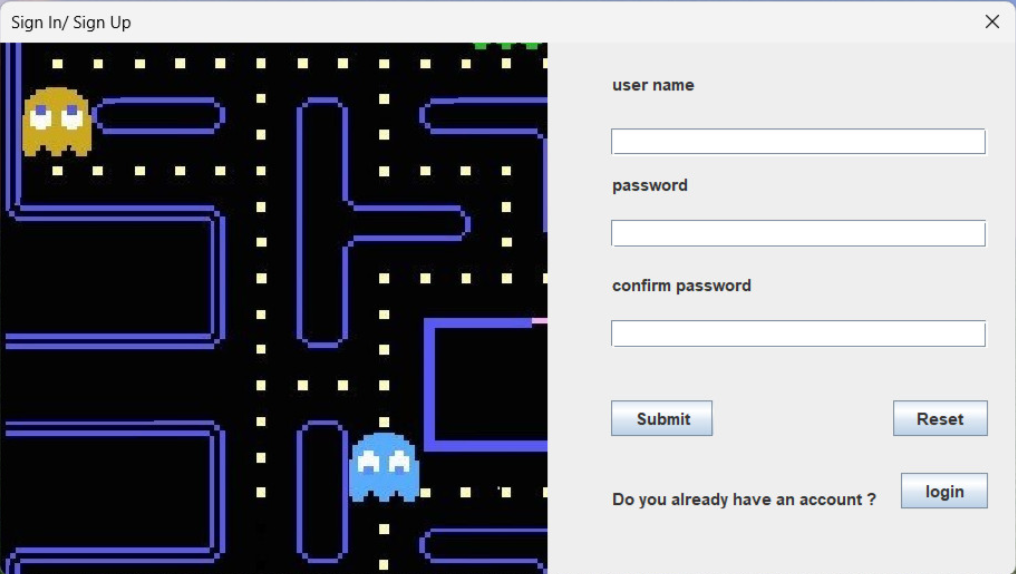 Sign In/ Sign Up
user name
password
confirm password
Submit Reset
Do you already have an account ? login